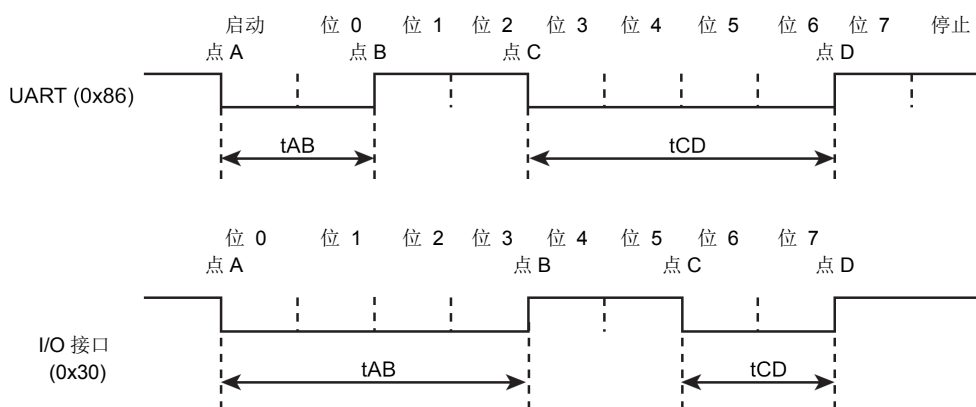 启动 位 0 位 1 位 2 位 3 位 4 位 5 位 6 位 7 停止
点 A 点 B 点 C 点 D
UART (0x86)
tAB tCD
位 0 位 1 位 2 位 3 位 4 位 5 位 6 位 7
点 A 点 B 点 C 点 D
I/O 接口
(0x30)
tAB tCD